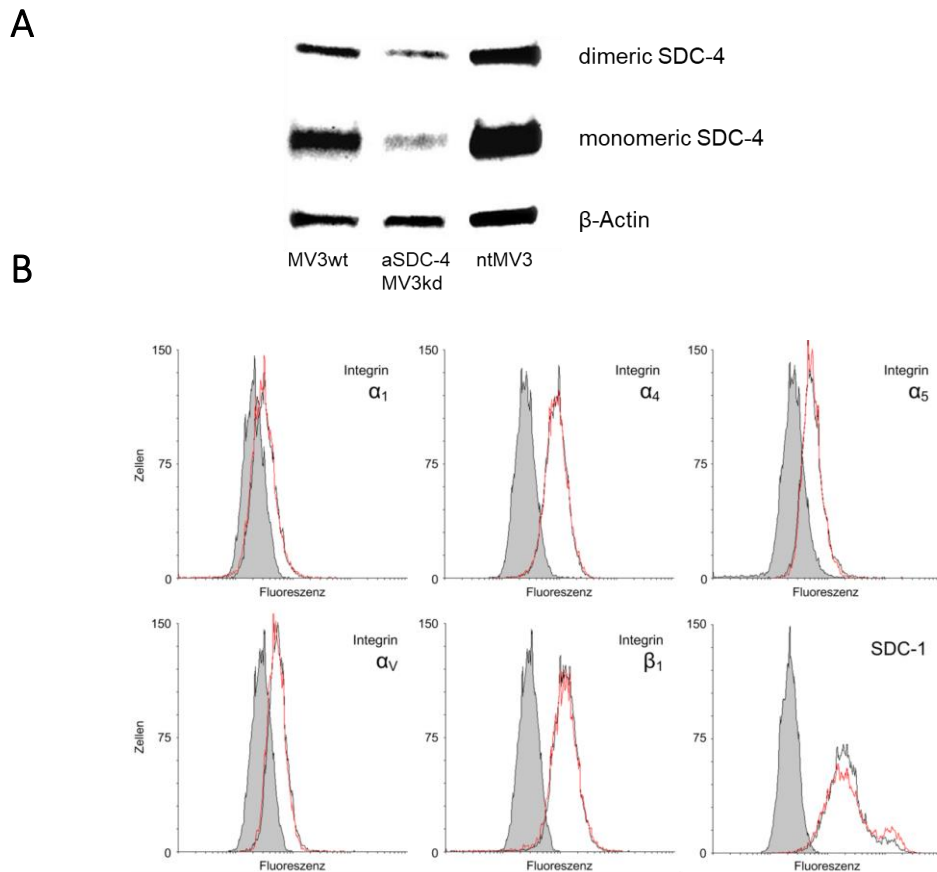 A
dimeric SDC-4
monomeric SDC-4
β-Actin
MV3wt aSDC-4 ntMV3
MV3kd
B
150
75
0
Zellen
Integrin
α1
Fluoreszenz
150
75
0
Integrin
α4
Fluoreszenz
150
75
0
Integrin
α5
Fluoreszenz
150
75
0
Zellen
Integrin
αV
Fluoreszenz
150
75
0
Integrin
β1
Fluoreszenz
150
75
0
SDC-1
Fluoreszenz